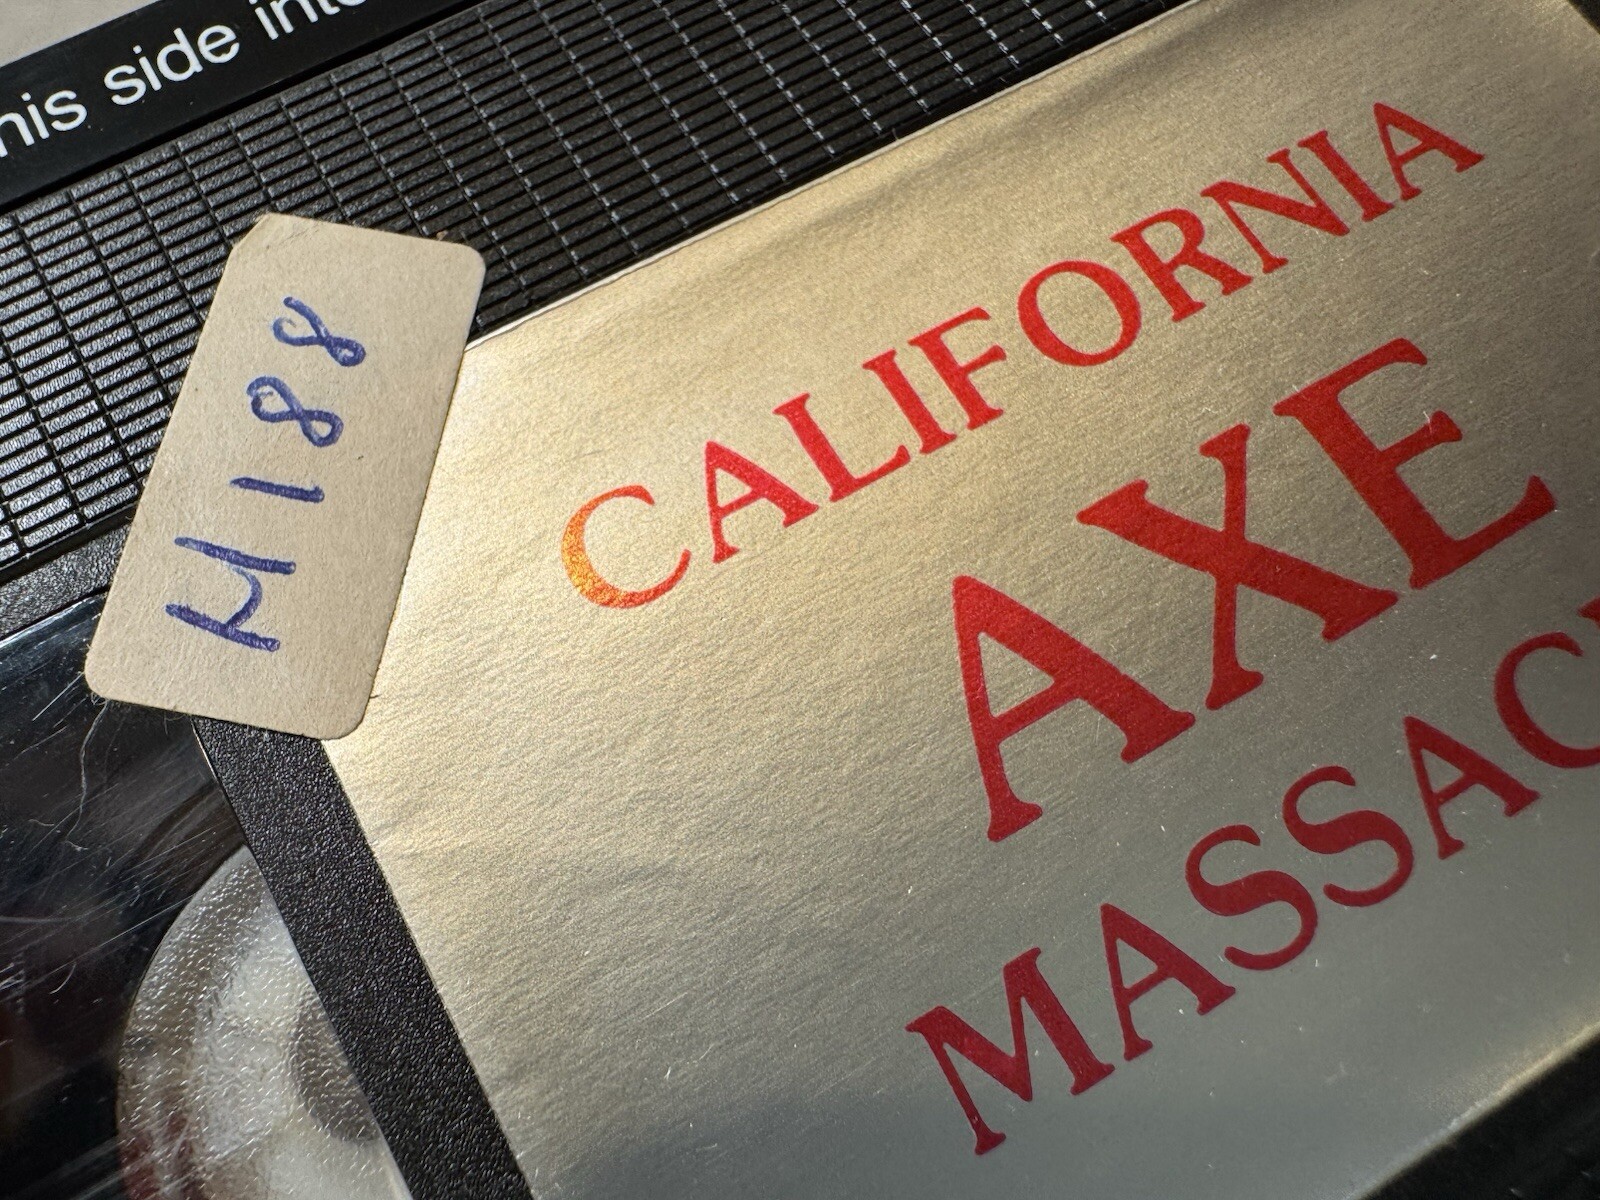 his side int
H188
CALIFORNIA
AXE
MASSAC